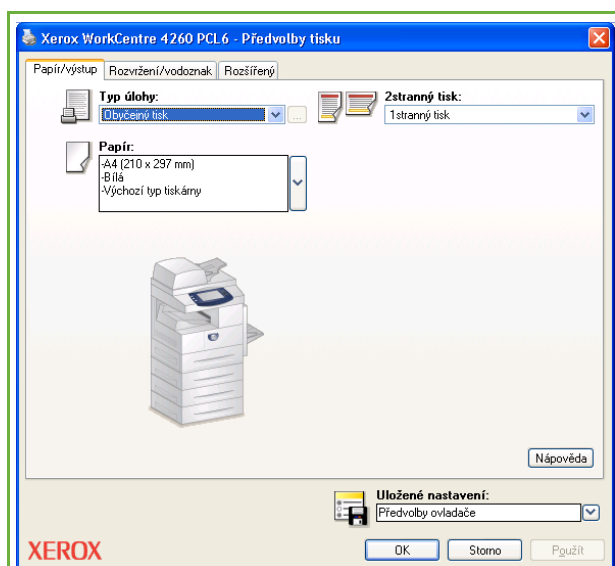 Xerox WorkCentre 4260 PCL6 - Předvolby tisku
Papír/výstup Rozvržení/vodoznak Rozšířený
Typ úlohy:
Obyčejný tisk
...
2stranný tisk:
1stranný tisk
Papír:
-A4 (210 x 297 mm)
-Bílá
-Výchozí typ tiskárny
Nápověda
Uložené nastavení:
Předvolby ovladače
XEROX
OK Storno Použít